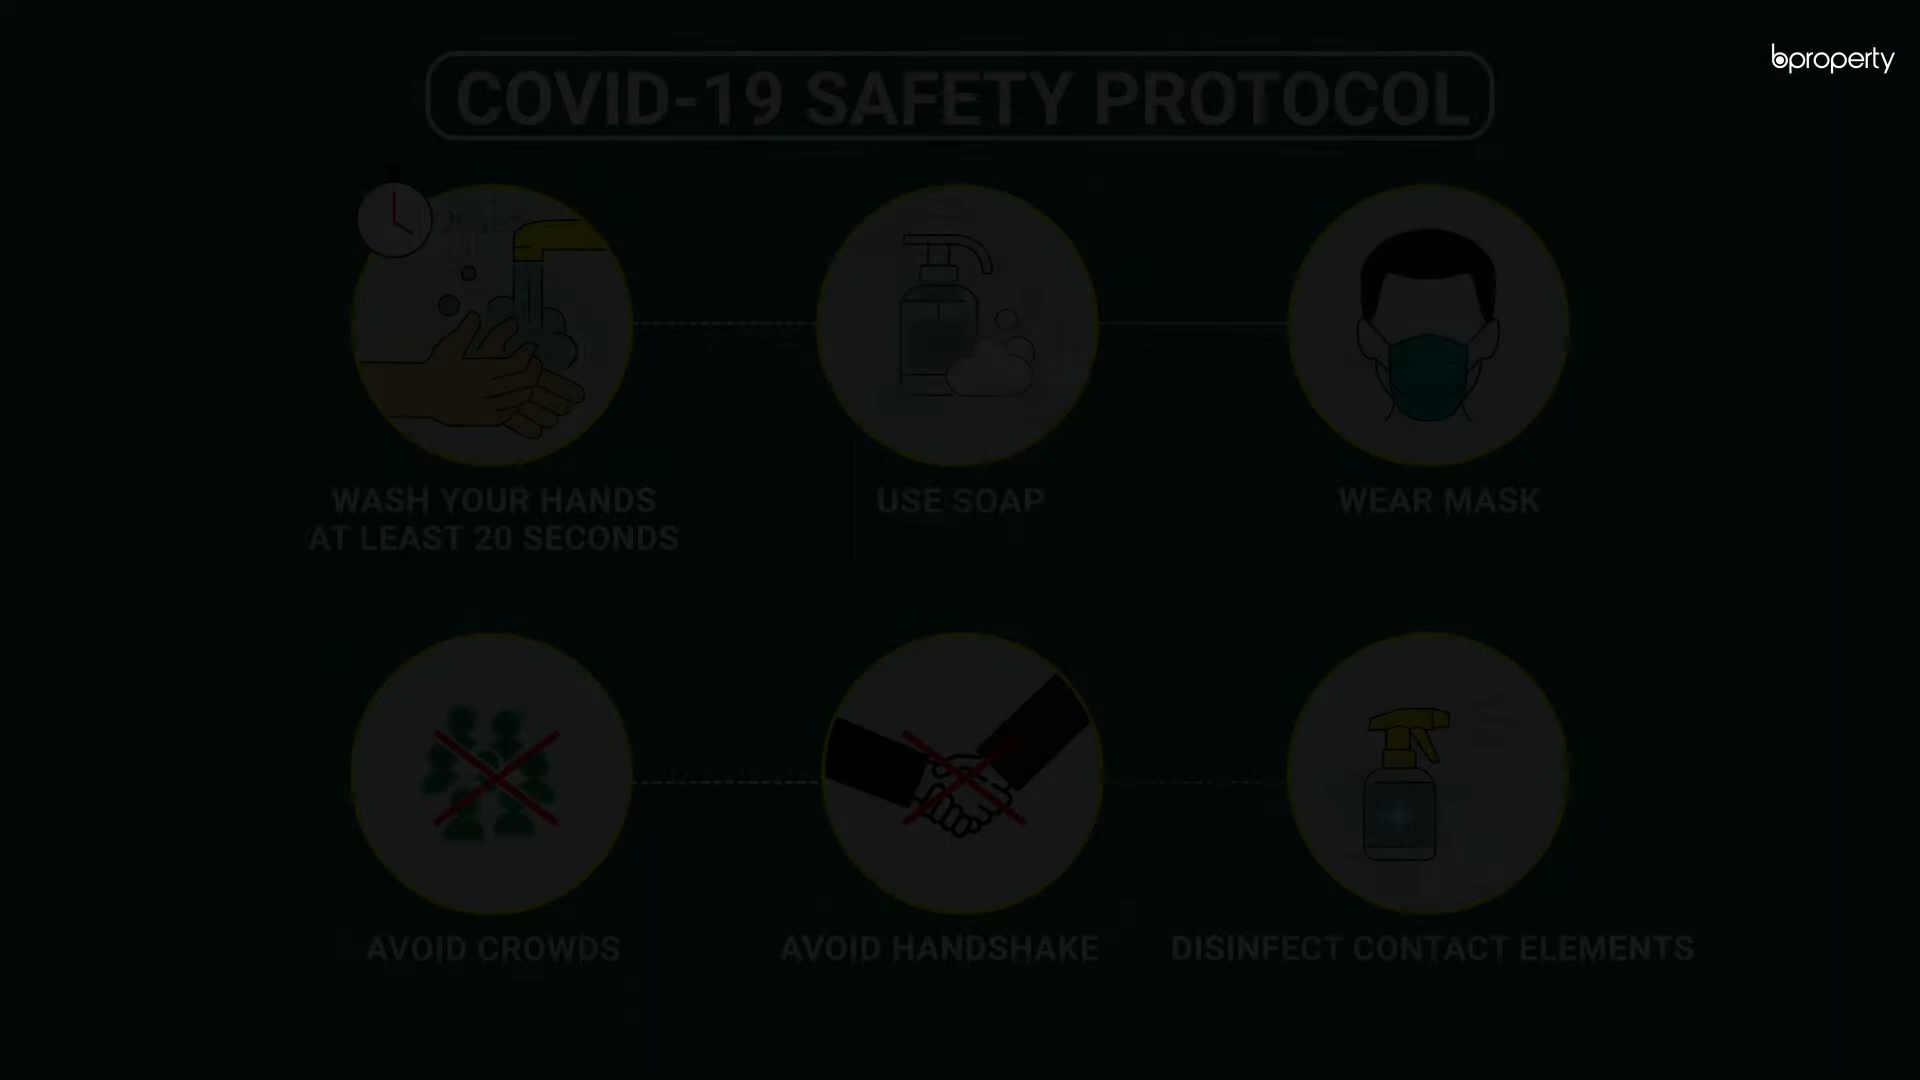 bproperty
COVID-19 SAFETY PROTOCOL
WASH YOUR HANDS
AT LEAST 20 SECONDS
USE SOAP
WEAR MASK
AVOID CROWDS
AVOID HANDSHAKE
DISINFECT CONTACT ELEMENTS